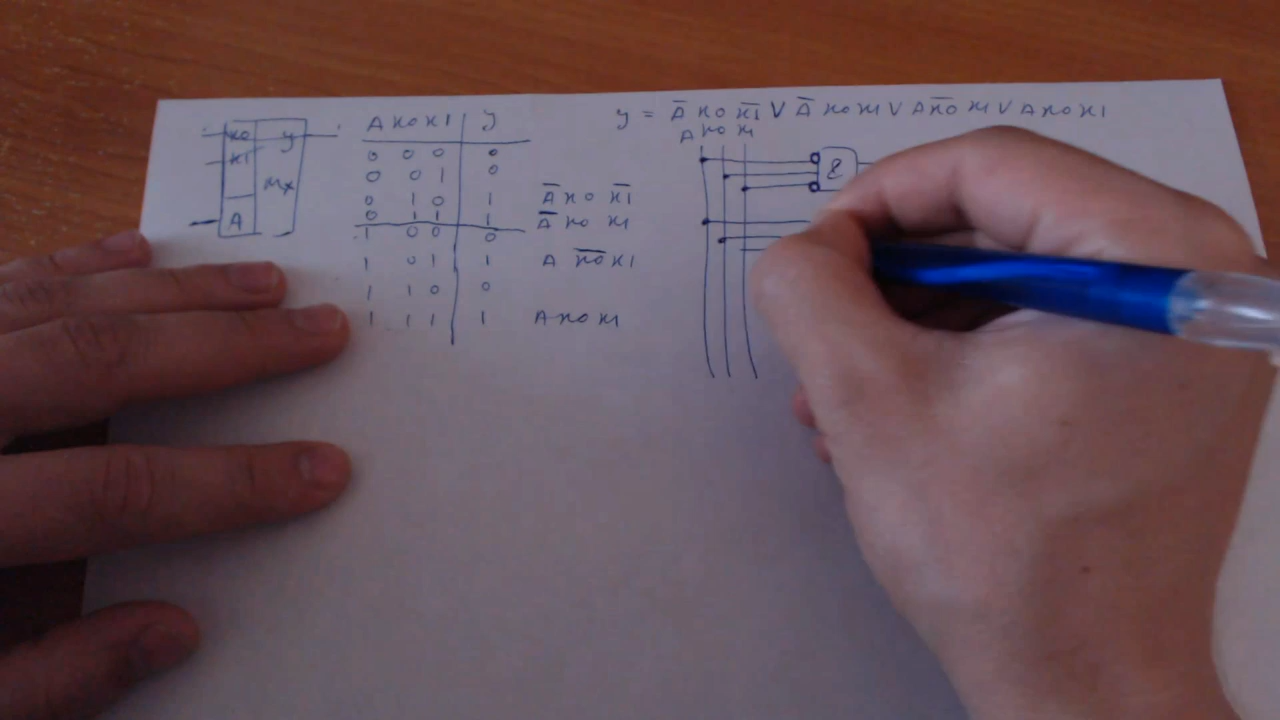 x0 y
x1
MX
A
A x0 x1 | y
0 0 0 | 0
0 0 1 | 0
0 1 0 | 1 A̅ x0 x̅1̅
0 1 1 | 1 A̅ x0 x1
1 0 0 | 0
1 0 1 | 1 A x̅0̅ x1
1 1 0 | 0
1 1 1 | 1 A x0 x1
y = A̅ x0 x̅1̅ V A̅ x0 x1 V A x̅0̅ x1 V A x0 x1
A x0 x1
&